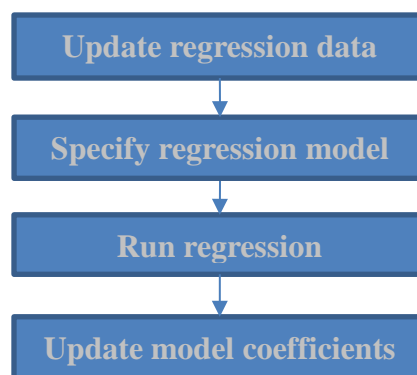 Update regression data
Specify regression model
Run regression
Update model coefficients